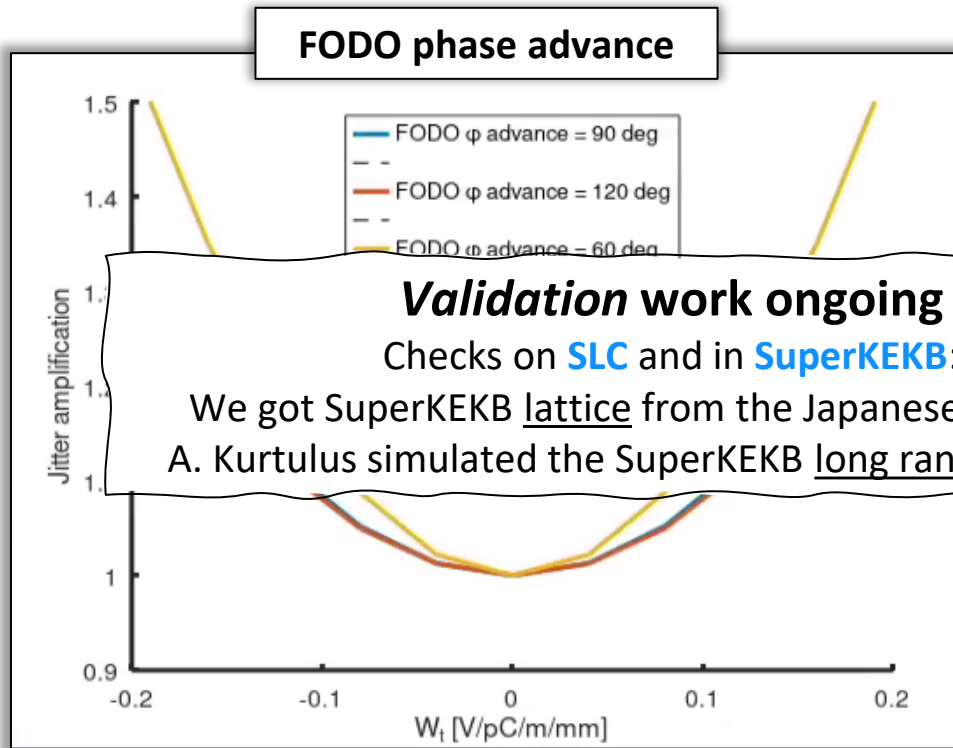 FODO phase advance
1.5
FODO φ advance = 90 deg
FODO φ advance = 120 deg
1.4
FODO φ advance = 60 deg
Validation work ongoing
Checks on SLC and in SuperKEKB:
We got SuperKEKB lattice from the Japanese
A. Kurtulus simulated the SuperKEKB long
Jitter amplification
1
0.9
-0.2
-0.1
0
0.1
0.2
Wt [V/pC/m/mm]